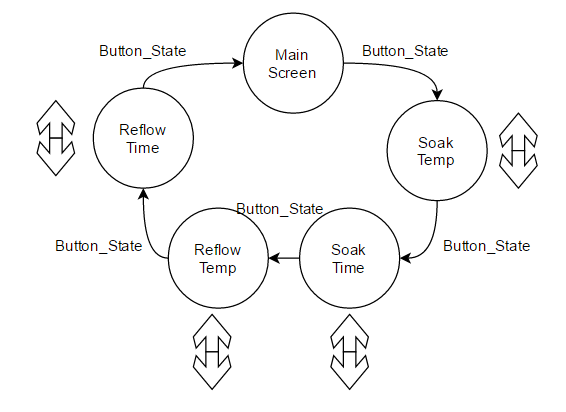 Button_State
Main
Screen
Button_State
Reflow
Time
Soak
Temp
Button_State
Button_State
Reflow
Temp
Soak
Time
Button_State